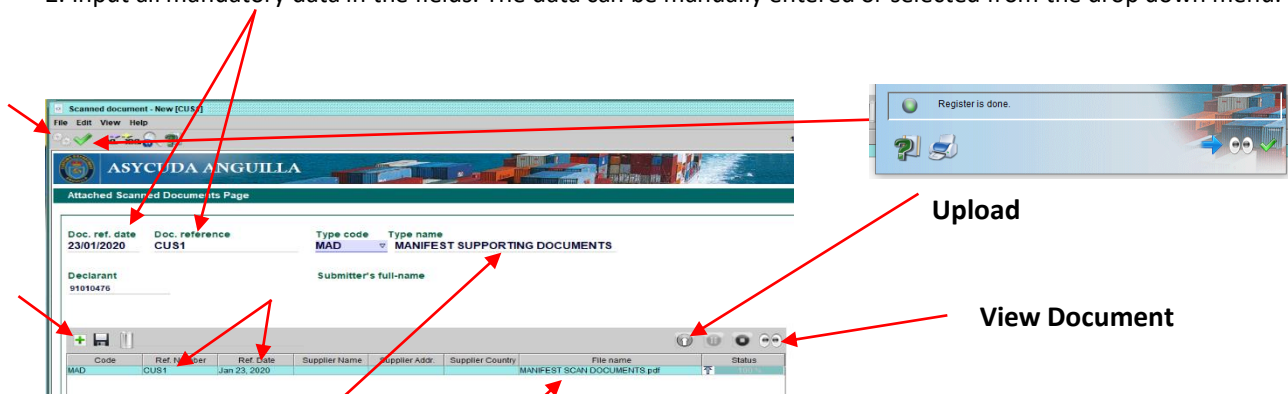 2. Input all mandatory data in the fields. The data can be manually entered or selected from the drop down menu.
Scanned document - New [CUS1]
File Edit View Help
Register is done.
ASYCUDA ANGUILLA
Attached Scanned Documents Page
Upload
Doc. ref. date Doc. reference Type code Type name
23/01/2020 CUS1 MAD MANIFEST SUPPORTING DOCUMENTS
Declarant Submitter's full-name
91010476
View Document
Code Ref. Number Ref. Date Supplier Name Supplier Addr. Supplier Country File name Status
MAD CUS1 Jan 23, 2020 MANIFEST SCAN DOCUMENTS.pdf 100%